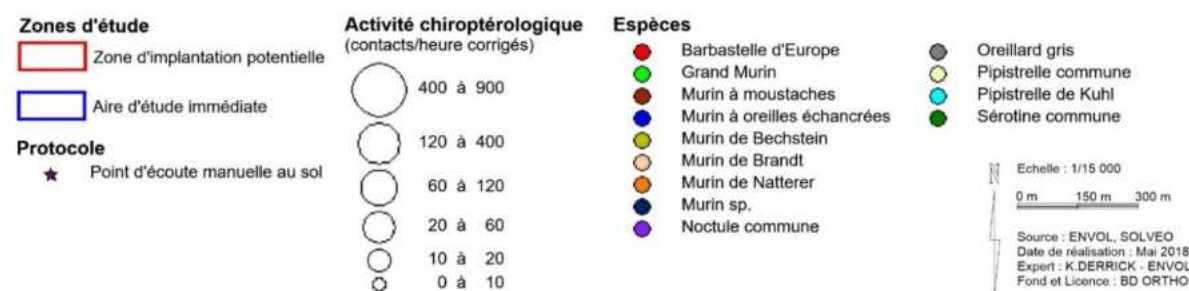 Zones d'étude
Zone d'implantation potentielle
Aire d'étude immédiate
Protocole
Point d'écoute manuelle au sol
Activité chiroptérologique
(contacts/heure corrigés)
400 à 900
120 à 400
60 à 120
20 à 60
10 à 20
0 à 10
Espèces
Barbastelle d'Europe
Grand Murin
Murin à moustaches
Murin à oreilles échancrées
Murin de Bechstein
Murin de Brandt
Murin de Natterer
Murin sp.
Noctule commune
Oreillard gris
Pipistrelle commune
Pipistrelle de Kuhl
Sérotine commune
N
Echelle : 1/15 000
0 m 150 m 300 m
Source : ENVOL, SOLVEO
Date de réalisation : Mai 2018
Expert : K.DERRICK - ENVOL
Fond et Licence : BD ORTHO